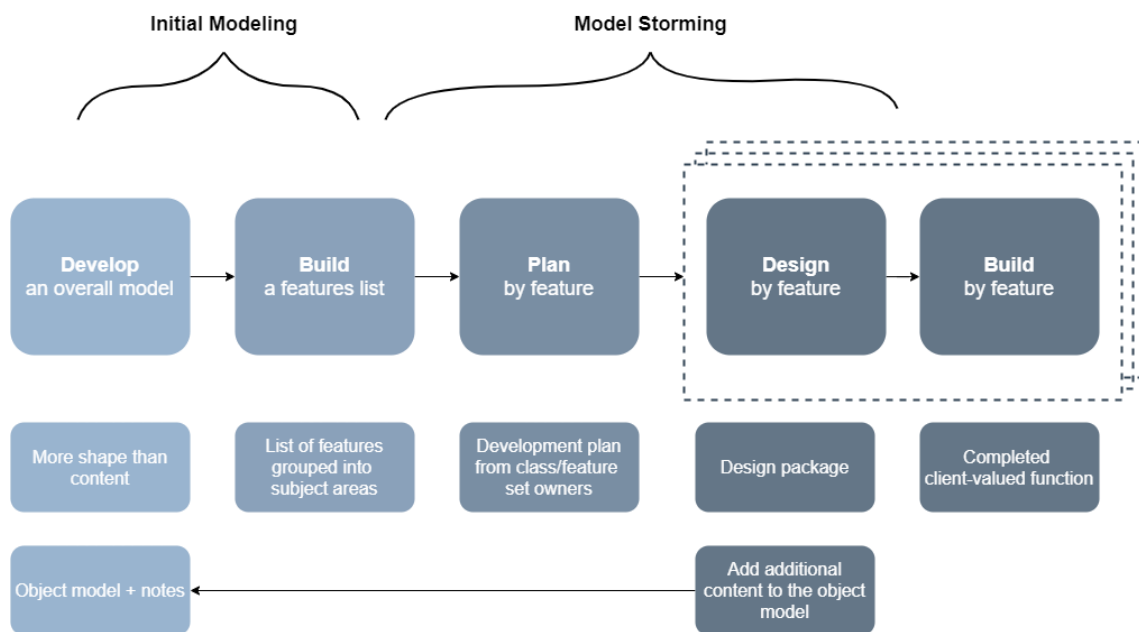 Initial Modeling
Model Storming
Develop
an overall model
Build
a features list
Plan
by feature
Design
by feature
Build
by feature
More shape than
content
List of features
grouped into
subject areas
Development plan
from class/feature
set owners
Design package
Completed
client-valued function
Object model + notes
Add additional
content to the object
model